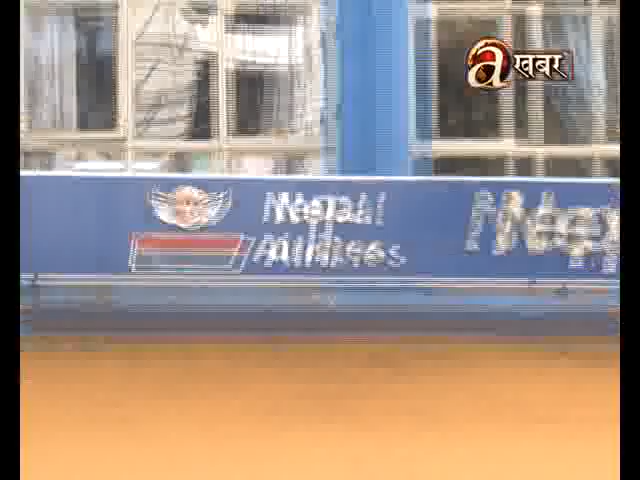 a खबर
Nepal
Airlines